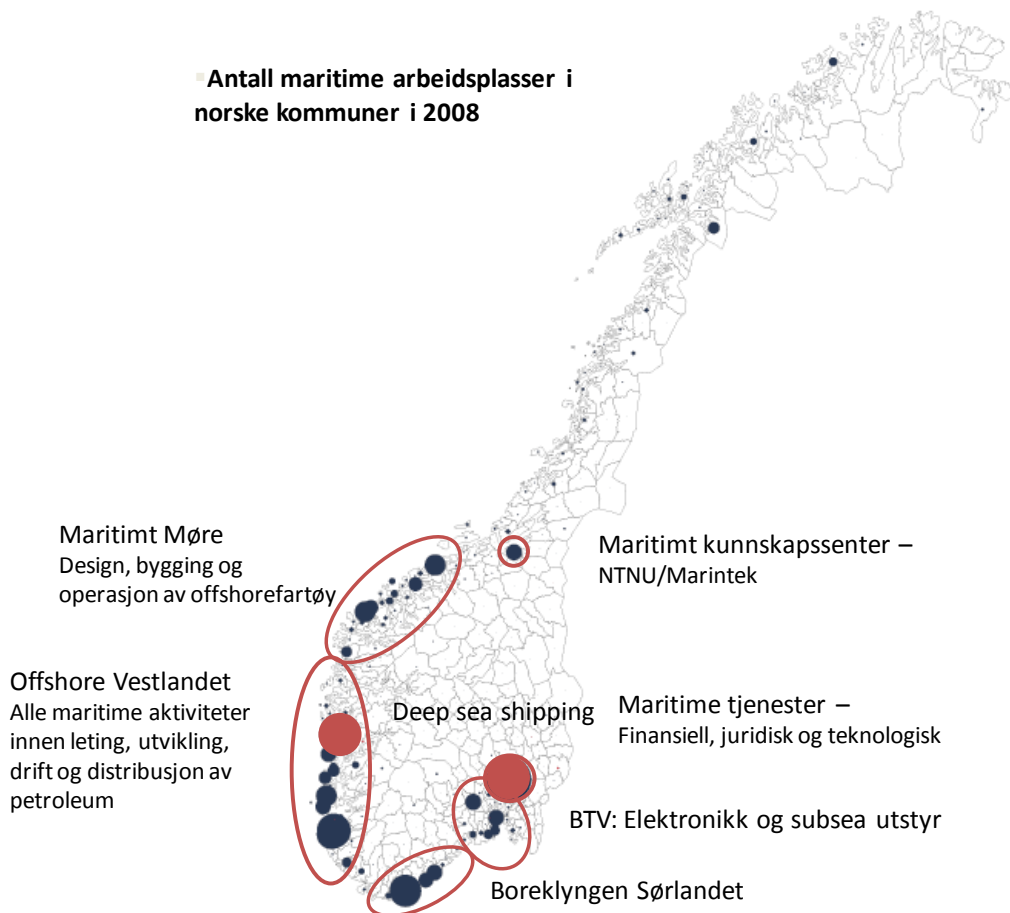 Antall maritime arbeidsplasser i
norske kommuner i 2008
Maritimt Møre
Design, bygging og
operasjon av offshorefartøy
Maritimt kunnskapssenter –
NTNU/Marintek
Offshore Vestlandet
Alle maritime aktiviteter
innen leting, utvikling,
drift og distribusjon av
petroleum
Deep sea shipping
Maritime tjenester –
Finansiell, juridisk og teknologisk
BTV: Elektronikk og subsea utstyr
Boreklyngen Sørlandet